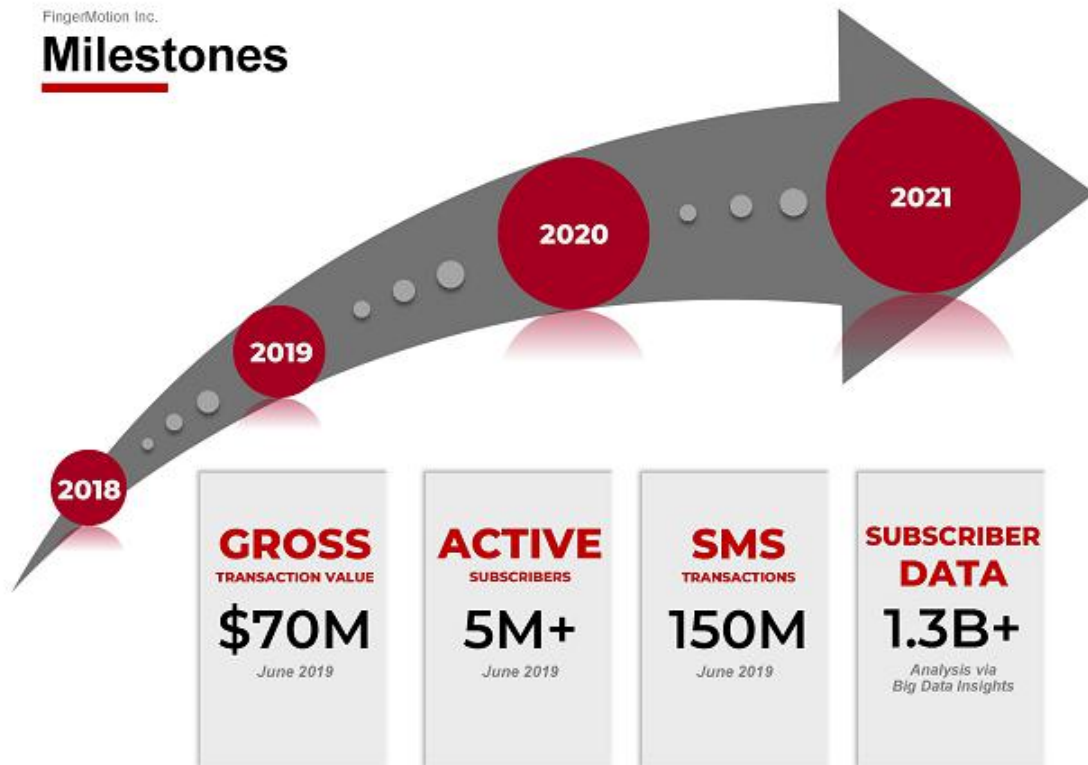 FingerMotion Inc.
Milestones
2018
2019
2020
2021
GROSS
TRANSACTION VALUE
$70M
June 2019
ACTIVE
SUBSCRIBERS
5M+
June 2019
SMS
TRANSACTIONS
150M
June 2019
SUBSCRIBER
DATA
1.3B+
Analysis via
Big Data Insights